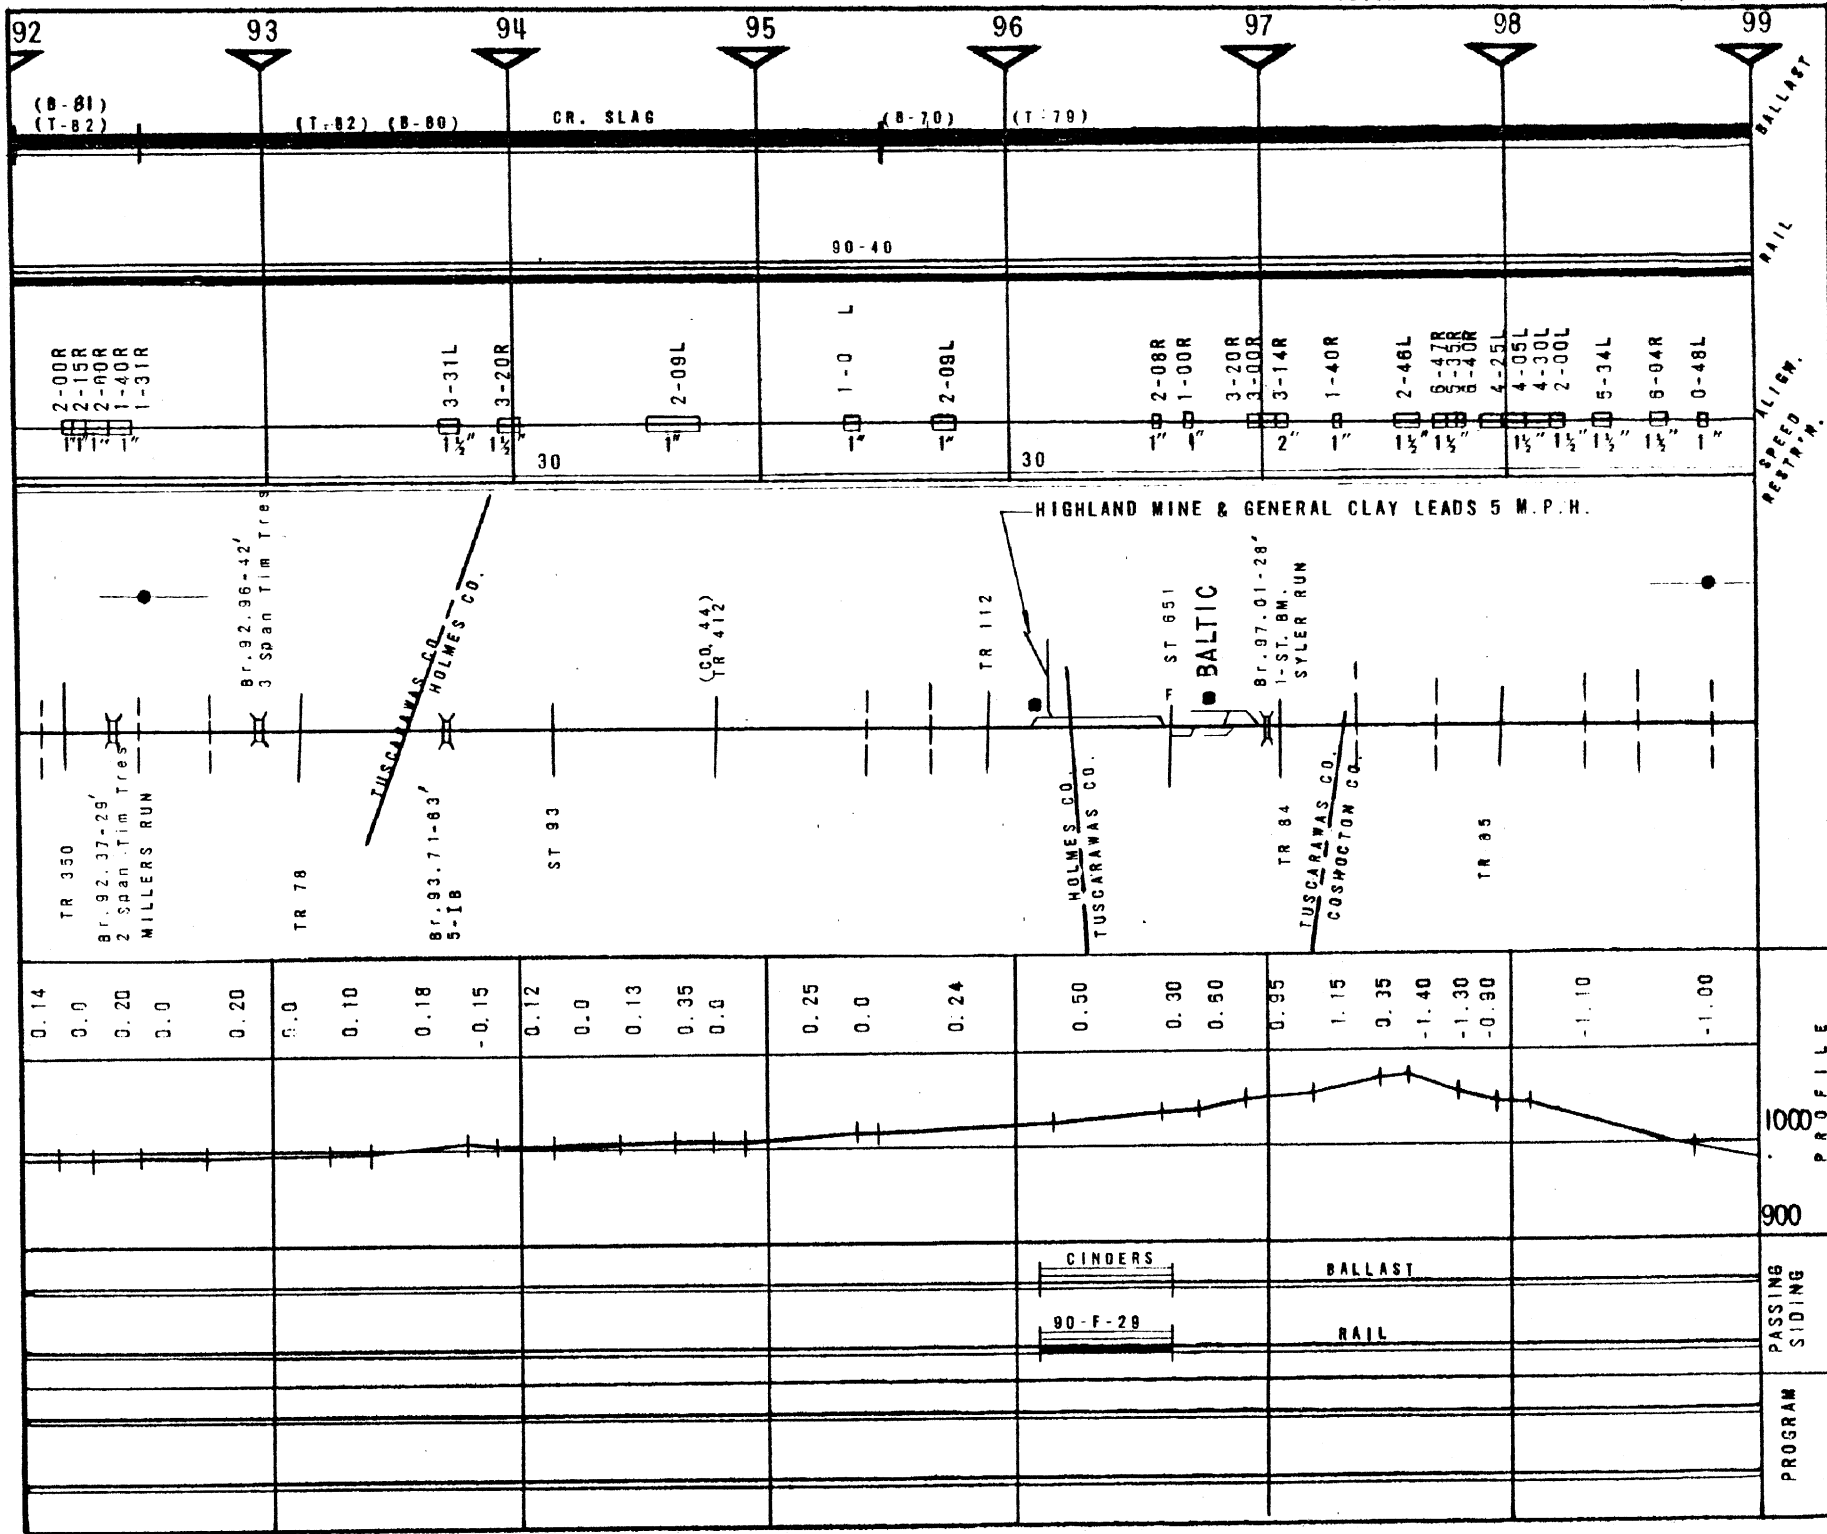 92 93 94 95 96 97 98 99
(B-81)
(T-82)
(T-82) (B-80)
CR. SLAG
(B-70)
(T-79)
BALLAST
90-40
RAIL
2-00R
2-15R
2-00R
1-40R
1-31R
3-31L
3-20R
2-09L
1-0 L
2-09L
2-08R
1-00R
3-20R
3-00R
3-14R
1-40R
2-46L
6-47R
5-35R
6-40R
4-25L
4-05L
4-30L
2-00L
5-34L
6-04R
0-48L
ALIGN.
1" 1" 1" 1" 1½" 1½" 1" 1" 1" 1" 1" 2" 1" 1½" 1½" 1½" 1½" 1½" 1½" 1"
30
30
SPEED
RESTR'N.
HIGHLAND MINE & GENERAL CLAY LEADS 5 M.P.H.
Br.92.96-42'
3 Span Tim Tres
TUSCARAWAS CO.
HOLMES CO.
(CO. 44)
TR 412
TR 112
ST 651
F
BALTIC
Br.97.01-28'
1-ST. BM.
SYLER RUN
TR 350
Br.92.37-29'
2 Span Tim Tres
MILLERS RUN
TR 78
Br.93.71-63'
5-IB
ST 93
HOLMES CO.
TUSCARAWAS CO.
TR 84
TUSCARAWAS CO.
COSHOCTON CO.
TR 85
0.14
0.0
0.20
0.0
0.20
0.0
0.10
0.18
-0.15
0.12
0.0
0.13
0.35
0.0
0.25
0.0
0.24
0.50
0.30
0.60
0.95
1.15
0.35
-1.40
-1.30
-0.90
-1.10
-1.00
PROFILE
1000
900
CINDERS
BALLAST
90-F-29
RAIL
PASSING
SIDING
PROGRAM